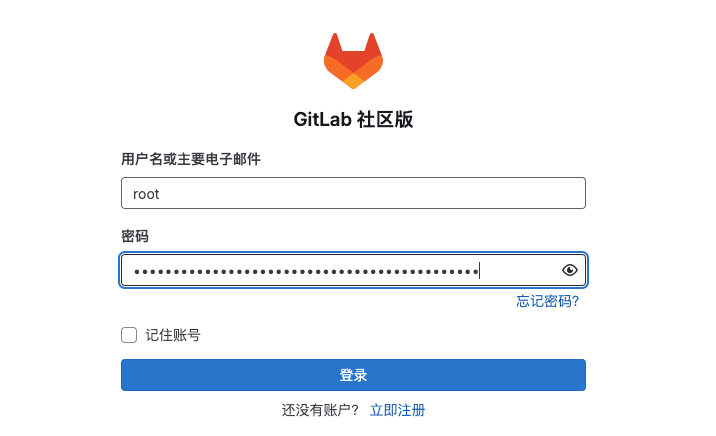 GitLab 社区版
用户名或主要电子邮件
root
密码
忘记密码?
记住账号
登录
还没有账户? 立即注册